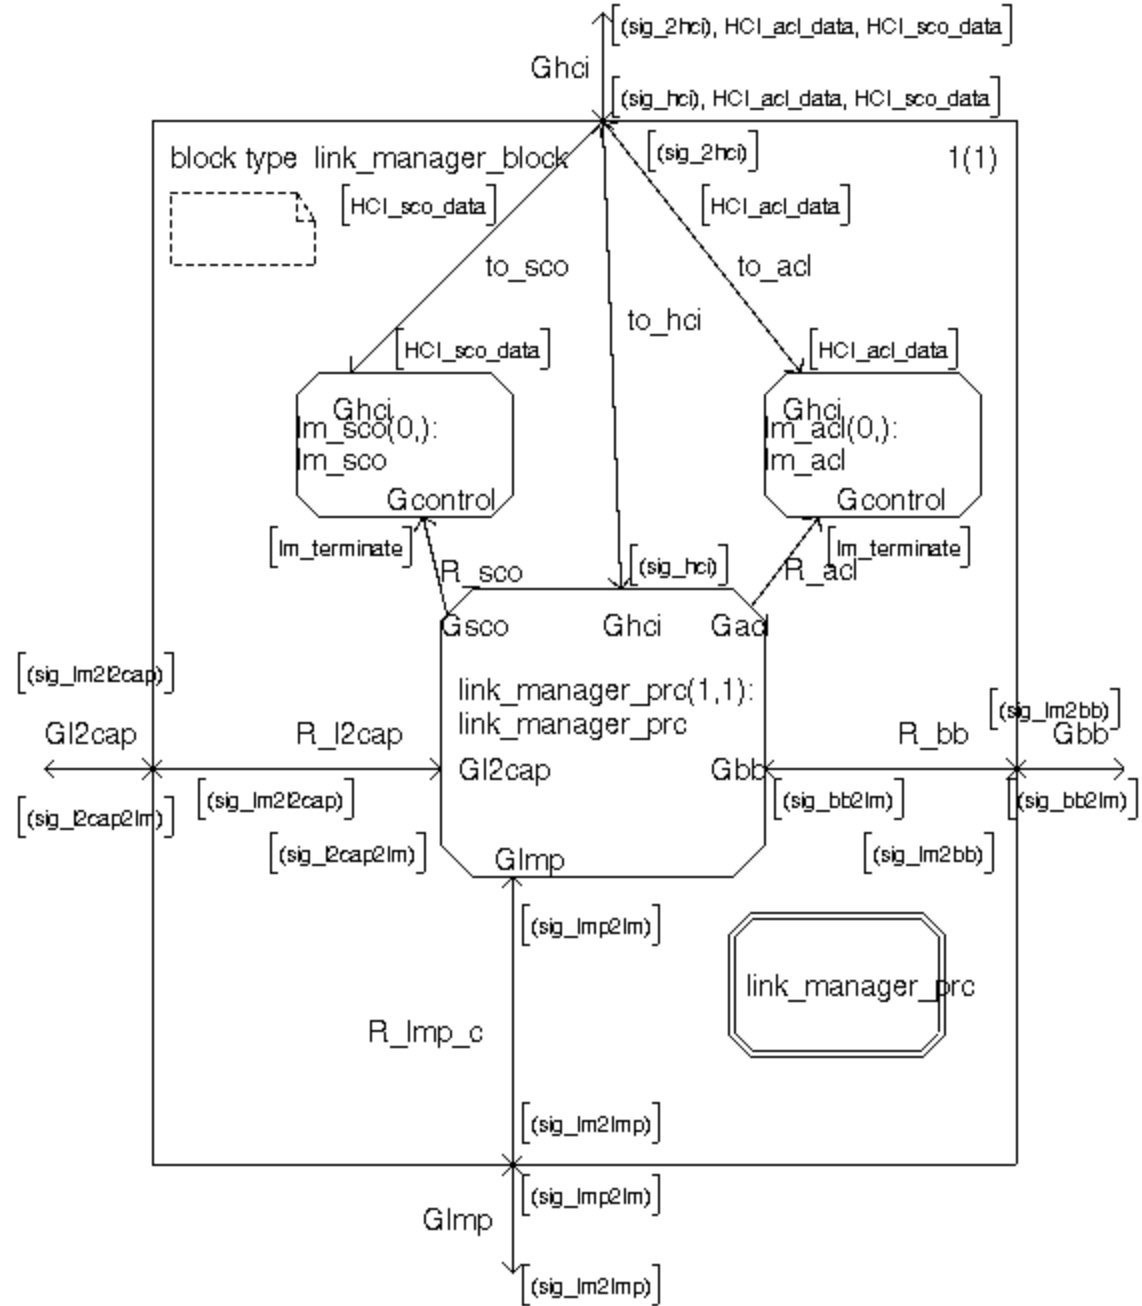 [(sig_2hci), HCI_acl_data, HCI_sco_data]
Ghci
[(sig_hci), HCI_acl_data, HCI_sco_data]
block type link_manager_block
[(sig_2hci)]
1(1)
[HCI_sco_data]
[HCI_acl_data]
to_sco
to_acl
to_hci
[HCI_sco_data]
[HCI_acl_data]
Ghci
lm_sco(0,):
lm_sco
Gcontrol
Ghci
lm_acl(0,):
lm_acl
Gcontrol
[lm_terminate]
[lm_terminate]
R_sco
[(sig_hci)]
R_acl
Gsco
Ghci
Gacl
[(sig_lm2l2cap)]
link_manager_prc(1,1):
link_manager_prc
[(sig_lm2bb)]
Gl2cap
R_l2cap
R_bb
Gbb
Gl2cap
Gbb
[(sig_l2cap2lm)]
[(sig_lm2l2cap)]
[(sig_bb2lm)]
[(sig_bb2lm)]
[(sig_l2cap2lm)]
[(sig_lm2bb)]
Glmp
[(sig_lmp2lm)]
link_manager_prc
R_lmp_c
[(sig_lm2lmp)]
[(sig_lmp2lm)]
Glmp
[(sig_lm2lmp)]